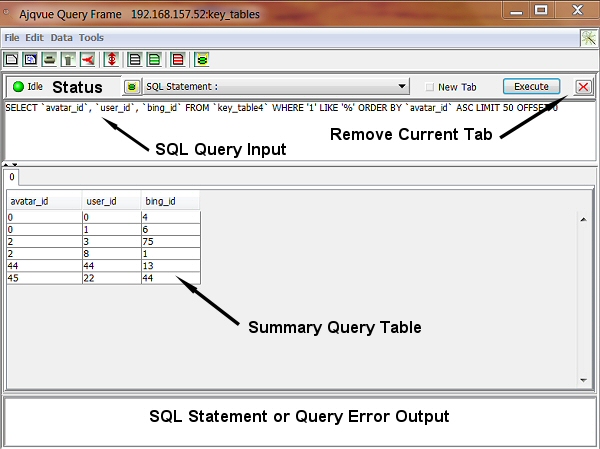 Ajqvue Query Frame 192.168.157.52:key_tables
File Edit Data Tools
Idle Status SQL Statement : New Tab Execute
SELECT `avatar_id`, `user_id`, `bing_id` FROM `key_table4` WHERE '1' LIKE '%' ORDER BY `avatar_id` ASC LIMIT 50 OFFSET 0
Remove Current Tab
SQL Query Input
0
avatar_id user_id bing_id
0 0 4
0 1 6
2 3 75
2 8 1
44 44 13
45 22 44
Summary Query Table
SQL Statement or Query Error Output